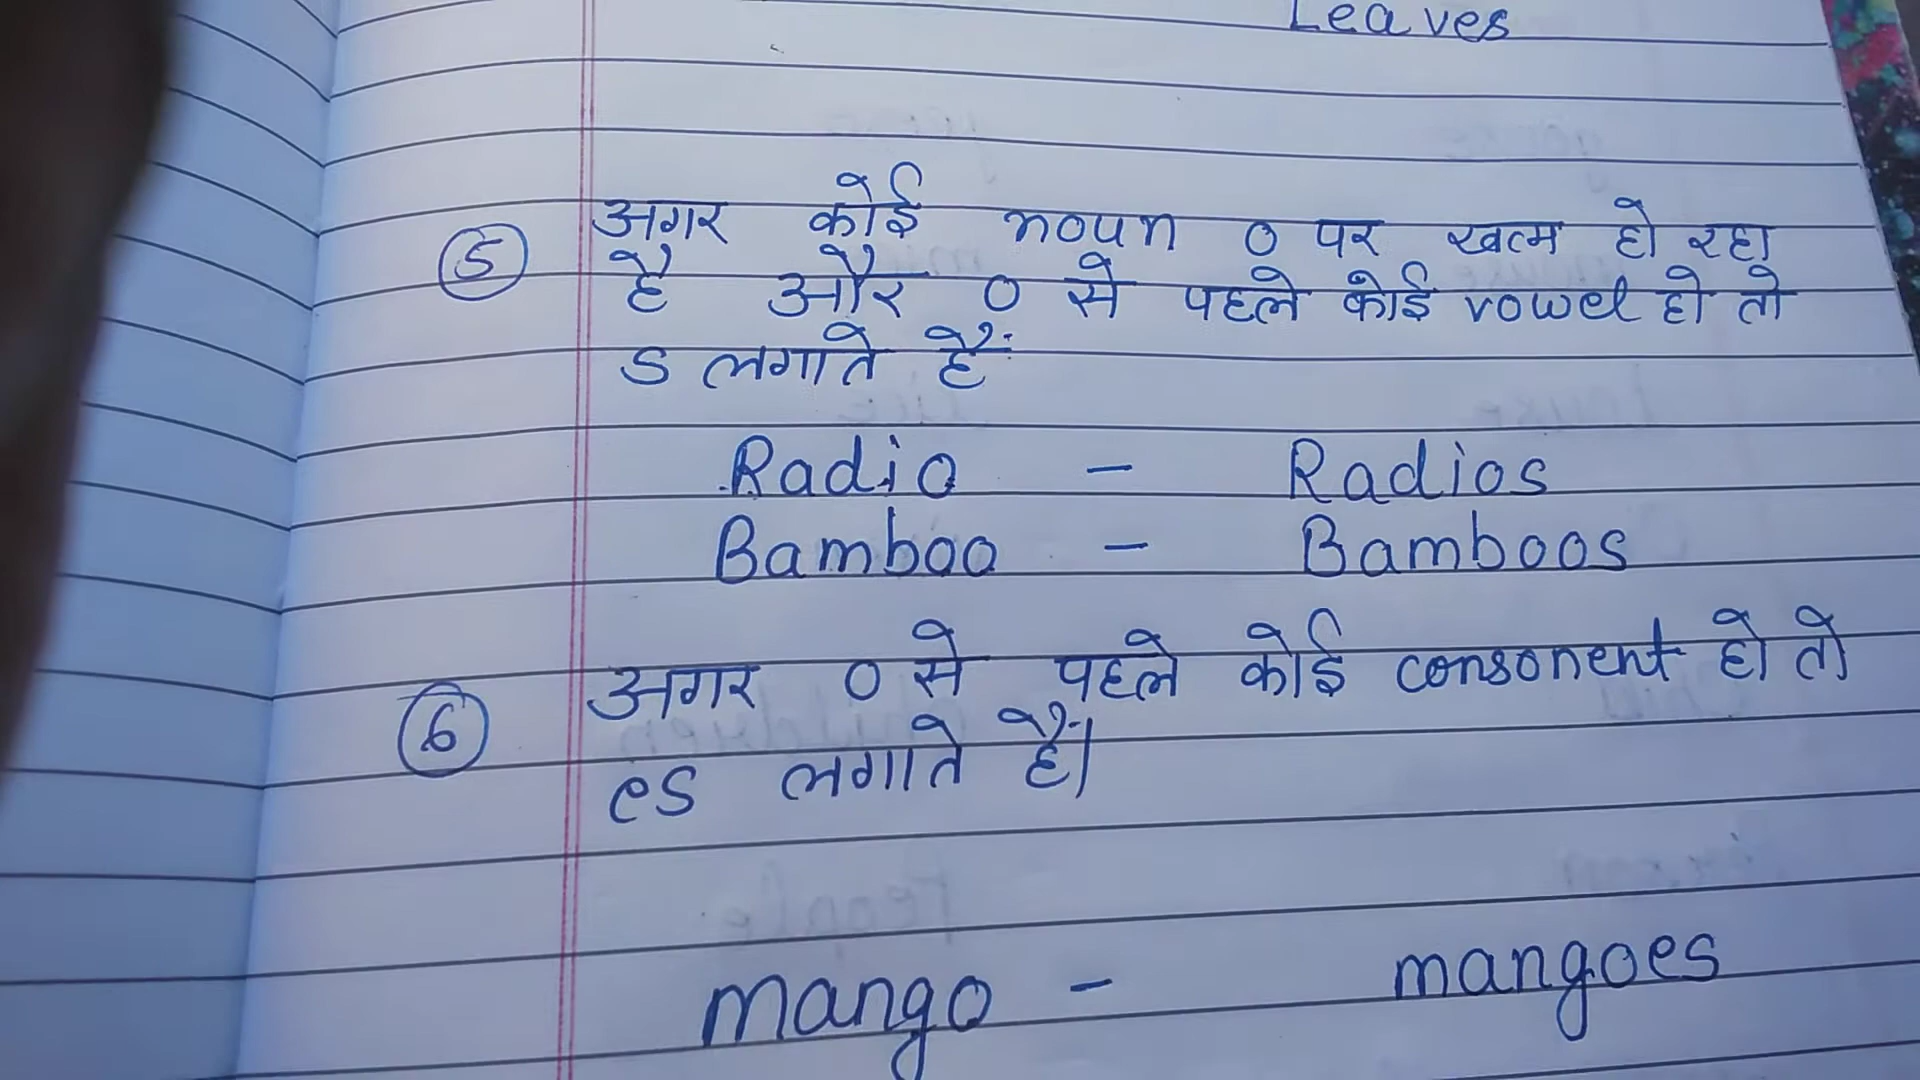 Leaves
⑤ अगर कोई noun o पर खत्म हो रहा
है और o से पहले कोई vowel हो तो
s लगाते हैं:
Radio - Radios
Bamboo - Bamboos
⑥ अगर o से पहले कोई consonent हो तो
es लगाते हैं।
mango - mangoes